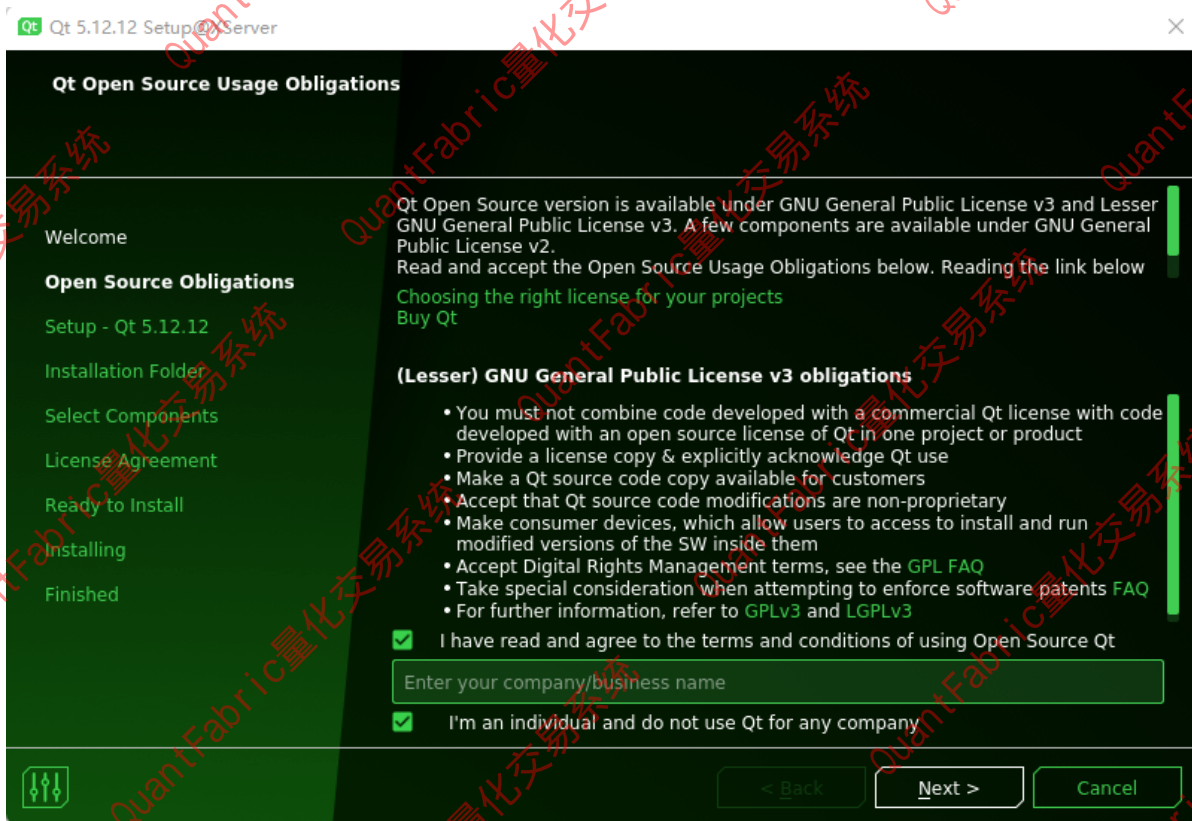 Qt Qt 5.12.12 Setup@XServer
Qt Open Source Usage Obligations
Welcome
Open Source Obligations
Setup - Qt 5.12.12
Installation Folder
Select Components
License Agreement
Ready to Install
Installing
Finished
Qt Open Source version is available under GNU General Public License v3 and Lesser
GNU General Public License v3. A few components are available under GNU General
Public License v2.
Read and accept the Open Source Usage Obligations below. Reading the link below
Choosing the right license for your projects
Buy Qt
(Lesser) GNU General Public License v3 obligations
• You must not combine code developed with a commercial Qt license with code
developed with an open source license of Qt in one project or product
• Provide a license copy & explicitly acknowledge Qt use
• Make a Qt source code copy available for customers
• Accept that Qt source code modifications are non-proprietary
• Make consumer devices, which allow users to access to install and run
modified versions of the SW inside them
• Accept Digital Rights Management terms, see the GPL FAQ
• Take special consideration when attempting to enforce software patents FAQ
• For further information, refer to GPLv3 and LGPLv3
I have read and agree to the terms and conditions of using Open Source Qt
Enter your company/business name
I'm an individual and do not use Qt for any company
< Back
Next >
Cancel
QuantFabric量化交易系统